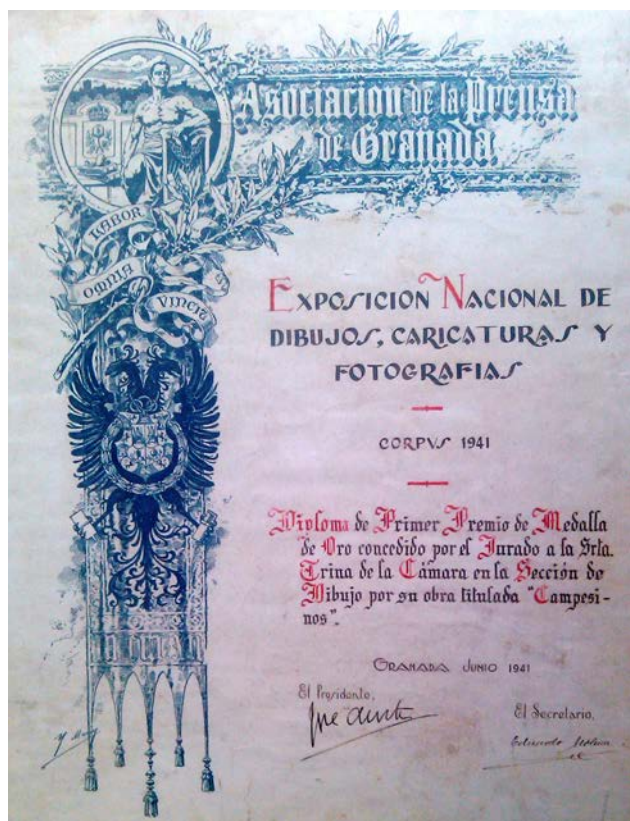 Asociacion de la Prensa
de Granada
LABOR
OMNIA
VINCIT
EXPOSICION NACIONAL DE
DIBUJOS, CARICATURAS Y
FOTOGRAFIAS
CORPVS 1941
Diploma de Primer Premio de Medalla
de Oro concedido por el Jurado a la Srta.
Trina de la Cámara en la Sección de
Dibujo por su obra titulada "Campesi-
nos".
GRANADA JUNIO 1941
El Presidente,
El Secretario,
Eduardo